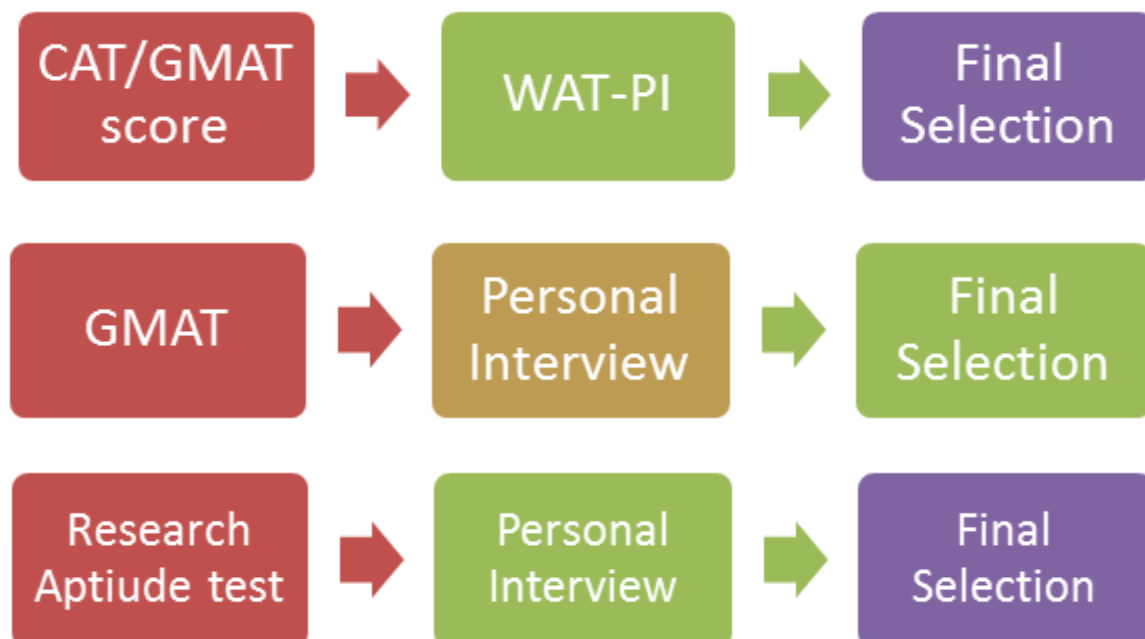 CAT/GMAT
score
WAT-PI
Final
Selection
GMAT
Personal
Interview
Final
Selection
Research
Aptiude test
Personal
Interview
Final
Selection